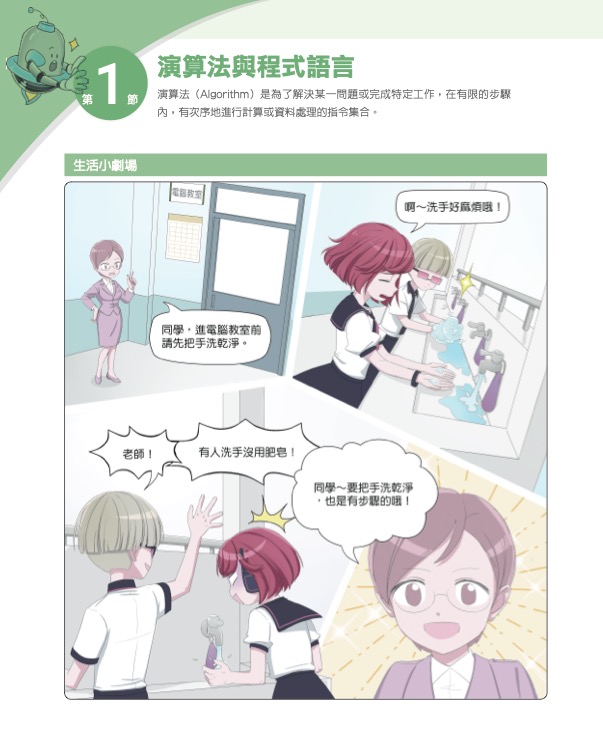 第1節
演算法與程式語言
演算法（Algorithm）是為了解決某一問題或完成特定工作，在有限的步驟
內，有次序地進行計算或資料處理的指令集合。
生活小劇場
電腦教室
同學，進電腦教室前
請先把手洗乾淨。
啊～洗手好麻煩哦！
老師！
有人洗手沒用肥皂！
同學～要把手洗乾淨
，也是有步驟的哦！